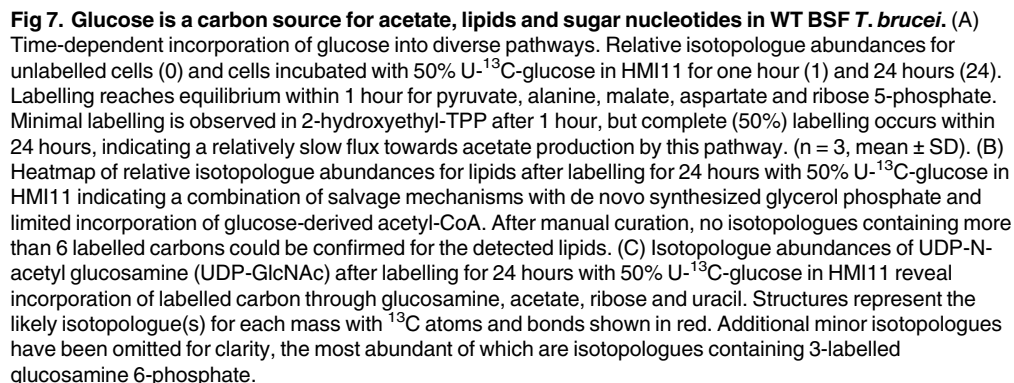 Fig 7. Glucose is a carbon source for acetate, lipids and sugar nucleotides in WT BSF T. brucei. (A)
Time-dependent incorporation of glucose into diverse pathways. Relative isotopologue abundances for
unlabelled cells (0) and cells incubated with 50% U-¹³C-glucose in HMI11 for one hour (1) and 24 hours (24).
Labelling reaches equilibrium within 1 hour for pyruvate, alanine, malate, aspartate and ribose 5-phosphate.
Minimal labelling is observed in 2-hydroxyethyl-TPP after 1 hour, but complete (50%) labelling occurs within
24 hours, indicating a relatively slow flux towards acetate production by this pathway. (n = 3, mean ± SD). (B)
Heatmap of relative isotopologue abundances for lipids after labelling for 24 hours with 50% U-¹³C-glucose in
HMI11 indicating a combination of salvage mechanisms with de novo synthesized glycerol phosphate and
limited incorporation of glucose-derived acetyl-CoA. After manual curation, no isotopologues containing more
than 6 labelled carbons could be confirmed for the detected lipids. (C) Isotopologue abundances of UDP-N-
acetyl glucosamine (UDP-GlcNAc) after labelling for 24 hours with 50% U-¹³C-glucose in HMI11 reveal
incorporation of labelled carbon through glucosamine, acetate, ribose and uracil. Structures represent the
likely isotopologue(s) for each mass with ¹³C atoms and bonds shown in red. Additional minor isotopologues
have been omitted for clarity, the most abundant of which are isotopologues containing 3-labelled
glucosamine 6-phosphate.